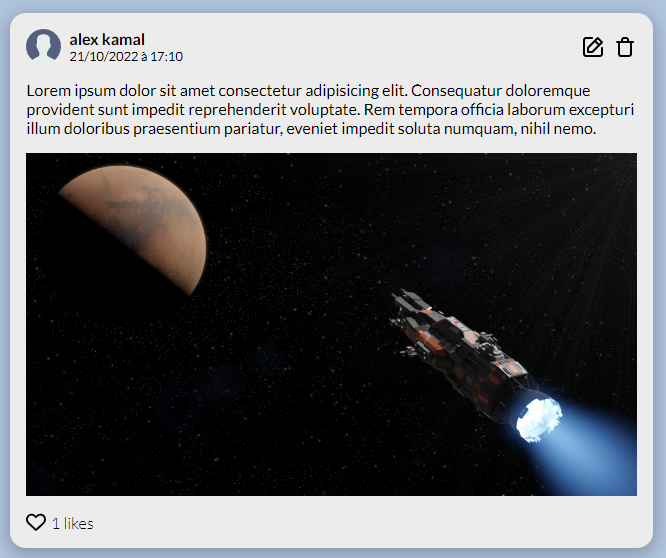 alex kamal
21/10/2022 à 17:10
Lorem ipsum dolor sit amet consectetur adipisicing elit. Consequatur doloremque
provident sunt impedit reprehenderit voluptate. Rem tempora officia laborum excepturi
illum doloribus praesentium pariatur, eveniet impedit soluta numquam, nihil nemo.
1 likes